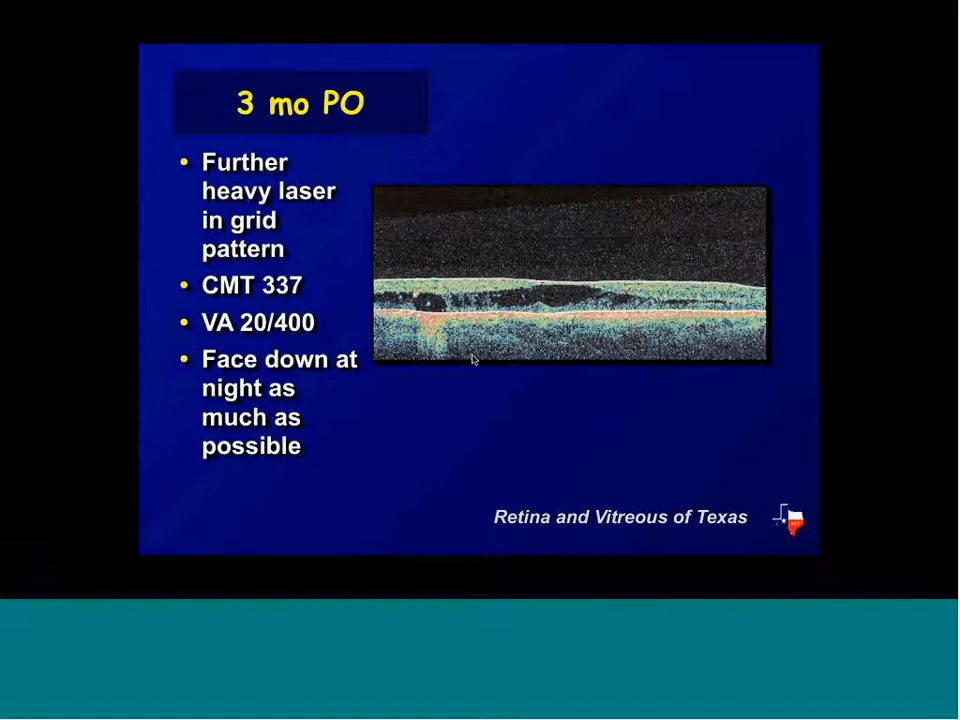 3 mo PO
• Further
heavy laser
in grid
pattern
• CMT 337
• VA 20/400
• Face down at
night as
much as
possible
Retina and Vitreous of Texas